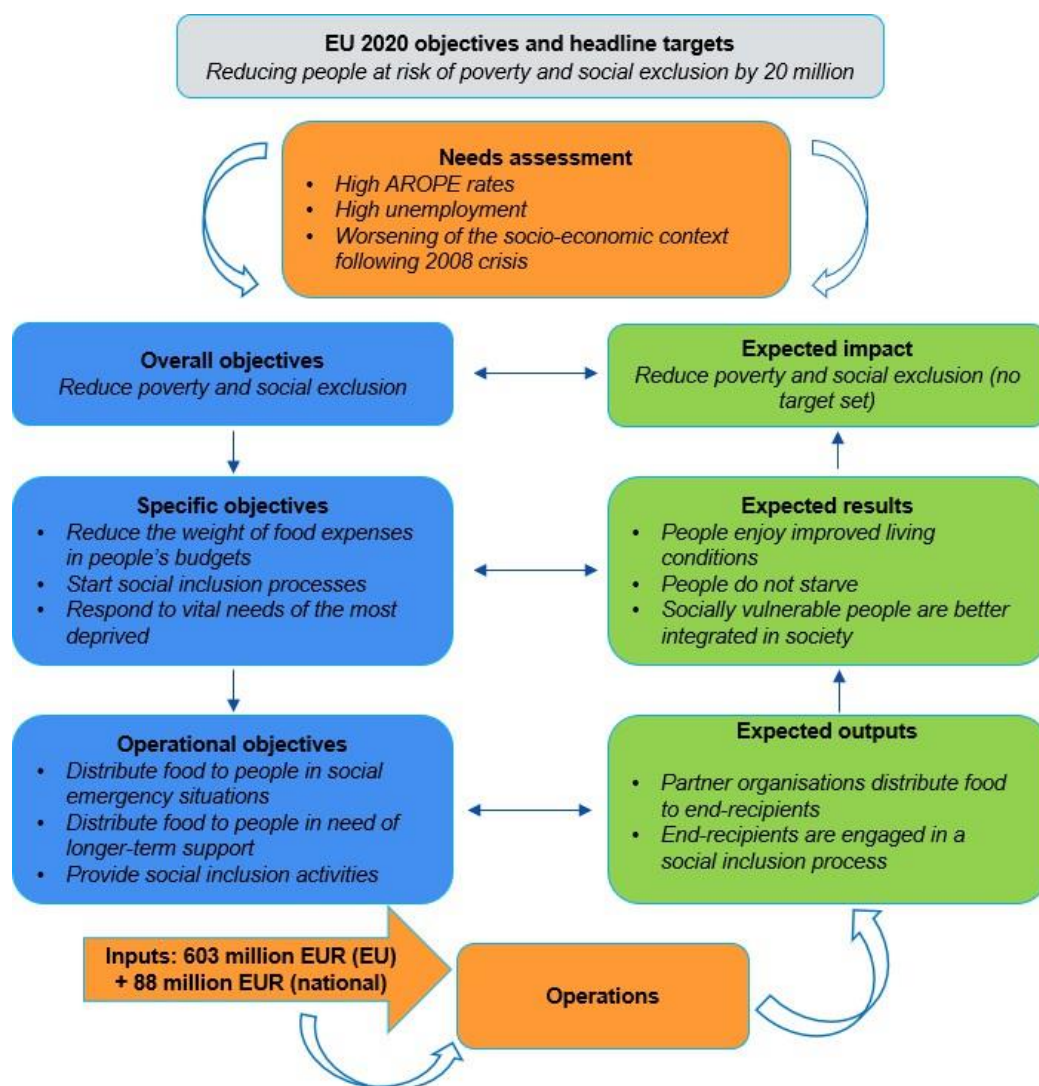 EU 2020 objectives and headline targets
Reducing people at risk of poverty and social exclusion by 20 million
Needs assessment
• High AROPE rates
• High unemployment
• Worsening of the socio-economic context
following 2008 crisis
Overall objectives
Reduce poverty and social exclusion
Expected impact
Reduce poverty and social exclusion (no
target set)
Specific objectives
• Reduce the weight of food expenses
in people’s budgets
• Start social inclusion processes
• Respond to vital needs of the most
deprived
Expected results
• People enjoy improved living
conditions
• People do not starve
• Socially vulnerable people are better
integrated in society
Operational objectives
• Distribute food to people in social
emergency situations
• Distribute food to people in need of
longer-term support
• Provide social inclusion activities
Expected outputs
• Partner organisations distribute food
to end-recipients
• End-recipients are engaged in a
social inclusion process
Inputs: 603 million EUR (EU)
+ 88 million EUR (national)
Operations